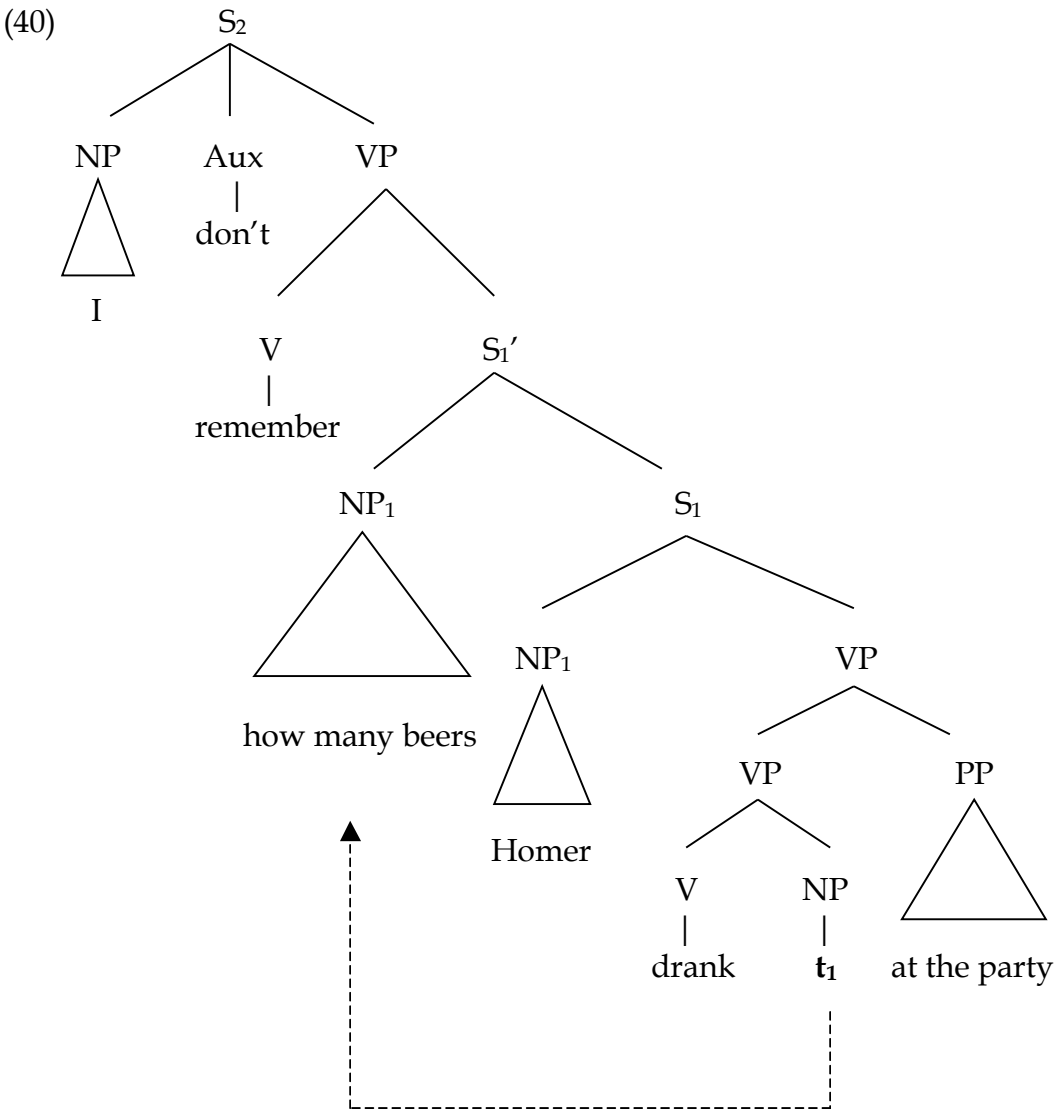 (40) S₂
NP Aux VP
don't
I
V S₁′
remember
NP₁ S₁
NP₁ VP
how many beers
VP PP
Homer
V NP
drank t₁ at the party